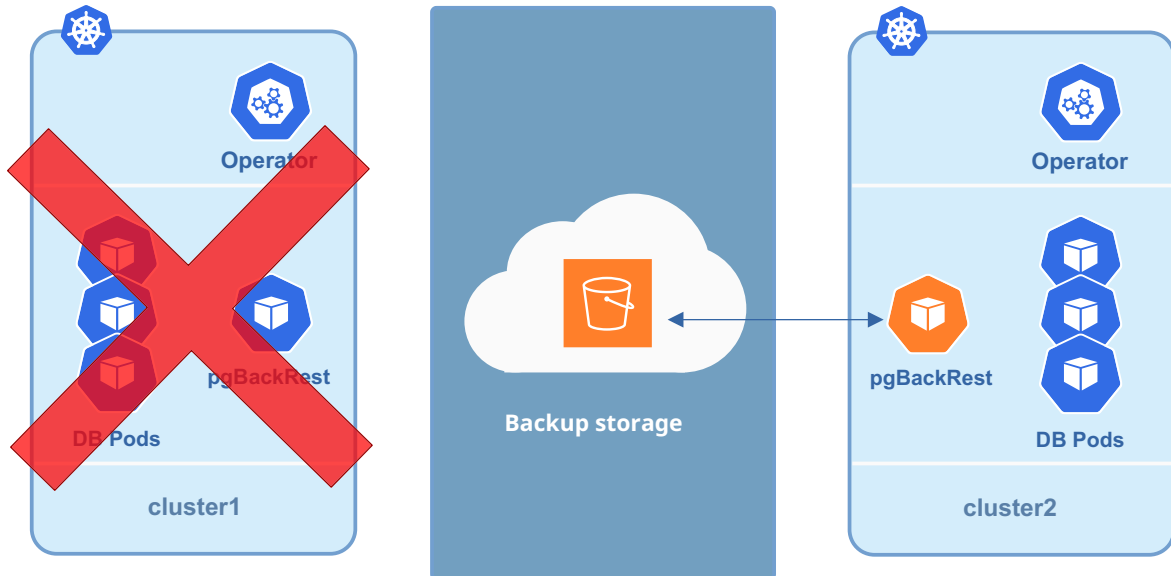 Operator
pgBackRest
DB Pods
cluster1
Backup storage
Operator
pgBackRest
DB Pods
cluster2